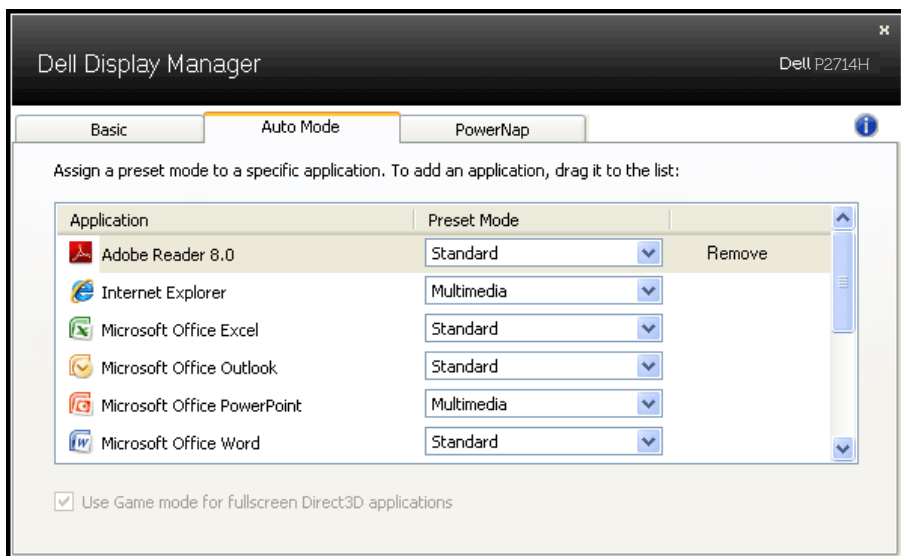 Dell Display Manager
Dell P2714H
Basic
Auto Mode
PowerNap
Assign a preset mode to a specific application. To add an application, drag it to the list:
Application Preset Mode
Adobe Reader 8.0 Standard Remove
Internet Explorer Multimedia
Microsoft Office Excel Standard
Microsoft Office Outlook Standard
Microsoft Office PowerPoint Multimedia
Microsoft Office Word Standard
Use Game mode for fullscreen Direct3D applications